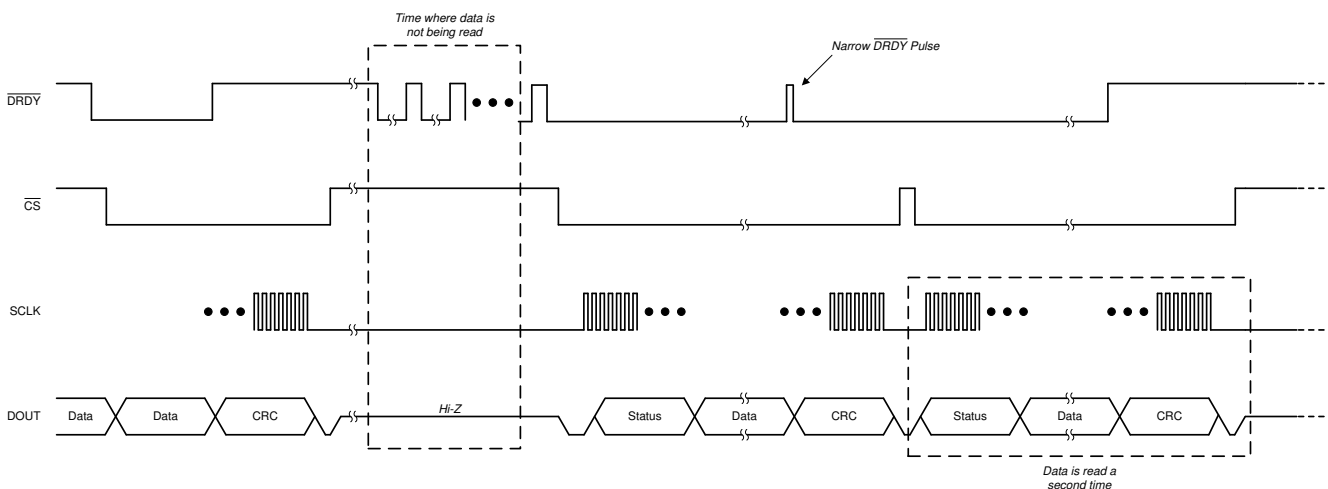 Time where data is
not being read
Narrow DRDY Pulse
DRDY
CS
SCLK
DOUT
Data
Data
CRC
Hi-Z
Status
Data
CRC
Status
Data
CRC
Data is read a
second time